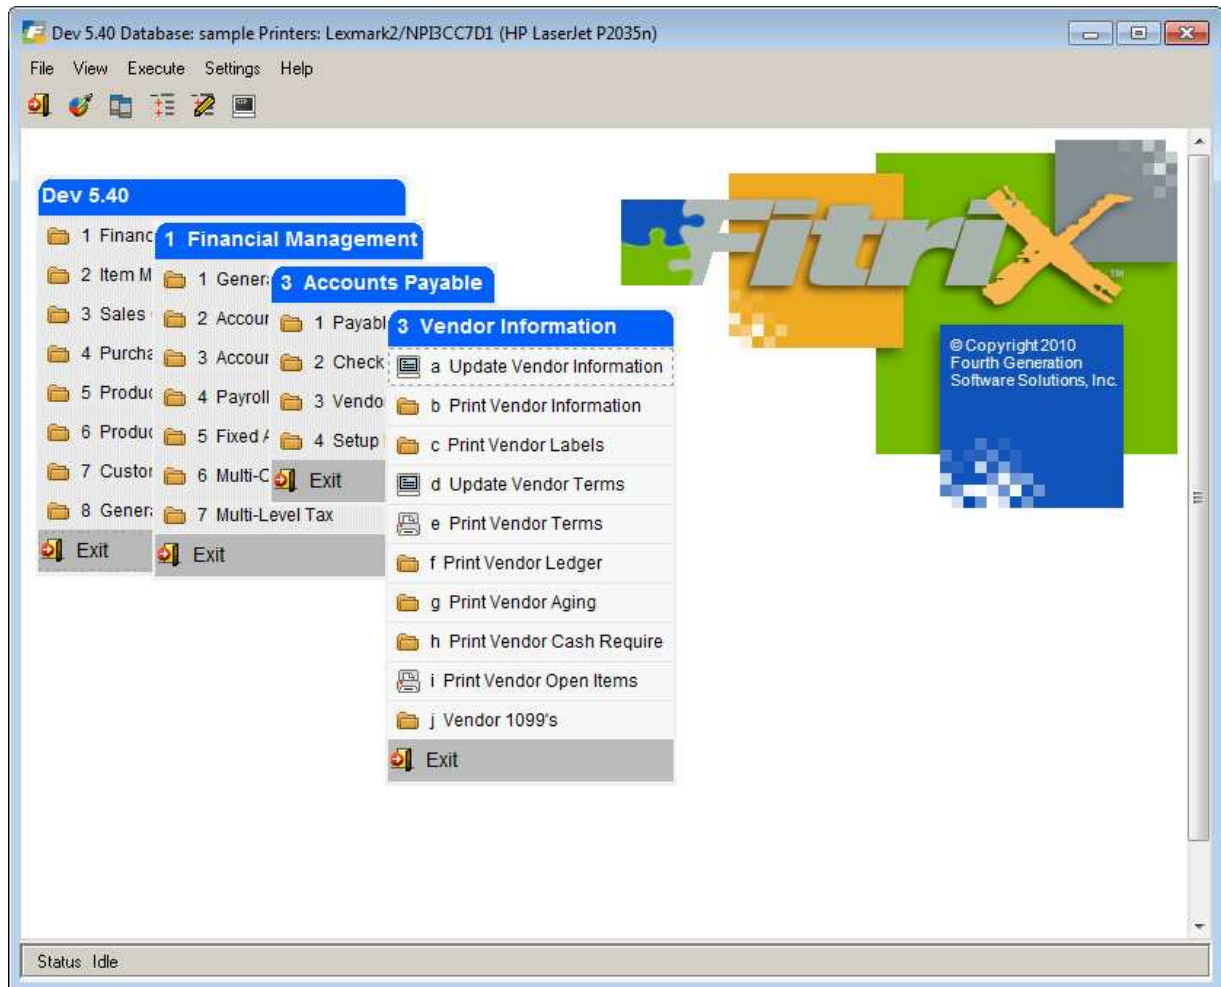 Dev 5.40 Database: sample Printers: Lexmark2/NPI3CC7D1 (HP LaserJet P2035n)
File View Execute Settings Help
Dev 5.40
1 Financ
2 Item M
3 Sales
4 Purcha
5 Produc
6 Produc
7 Custor
8 Genera
Exit
1 Financial Management
1 Genera
2 Accour
3 Accour
4 Payroll
5 Fixed A
6 Multi-C
7 Multi-Level Tax
Exit
3 Accounts Payable
1 Payabl
2 Check
3 Vendo
4 Setup
Exit
3 Vendor Information
a Update Vendor Information
b Print Vendor Information
c Print Vendor Labels
d Update Vendor Terms
e Print Vendor Terms
f Print Vendor Ledger
g Print Vendor Aging
h Print Vendor Cash Require
i Print Vendor Open Items
j Vendor 1099's
Exit
FitriX™
©Copyright 2010
Fourth Generation
Software Solutions, Inc.
Status Idle